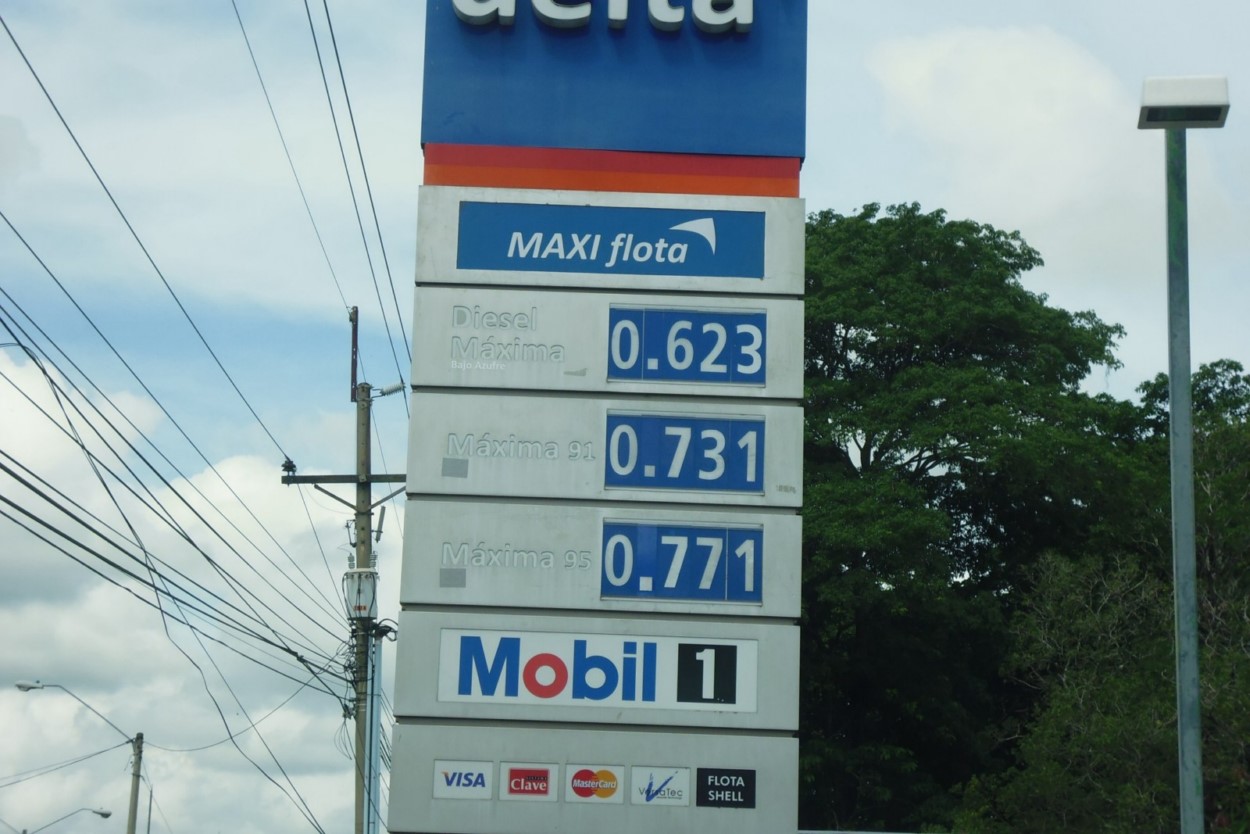 delta
MAXI flota
Diesel
Máxima
Bajo Azufre
0.623
Máxima 91
0.731
Máxima 95
0.771
Mobil 1
VISA
Clave
MasterCard
FLOTA
SHELL